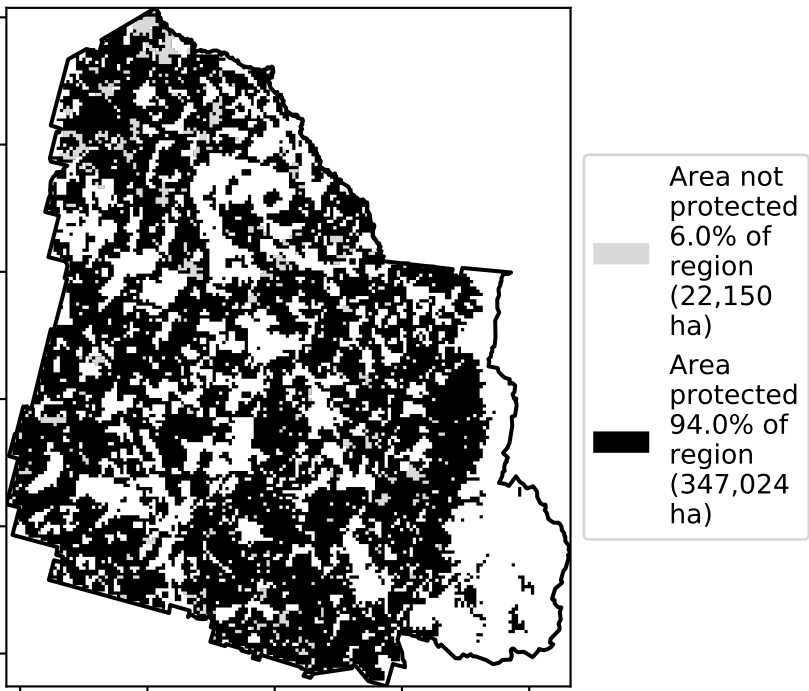 Area not
protected
6.0% of
region
(22,150
ha)
Area
protected
94.0% of
region
(347,024
ha)